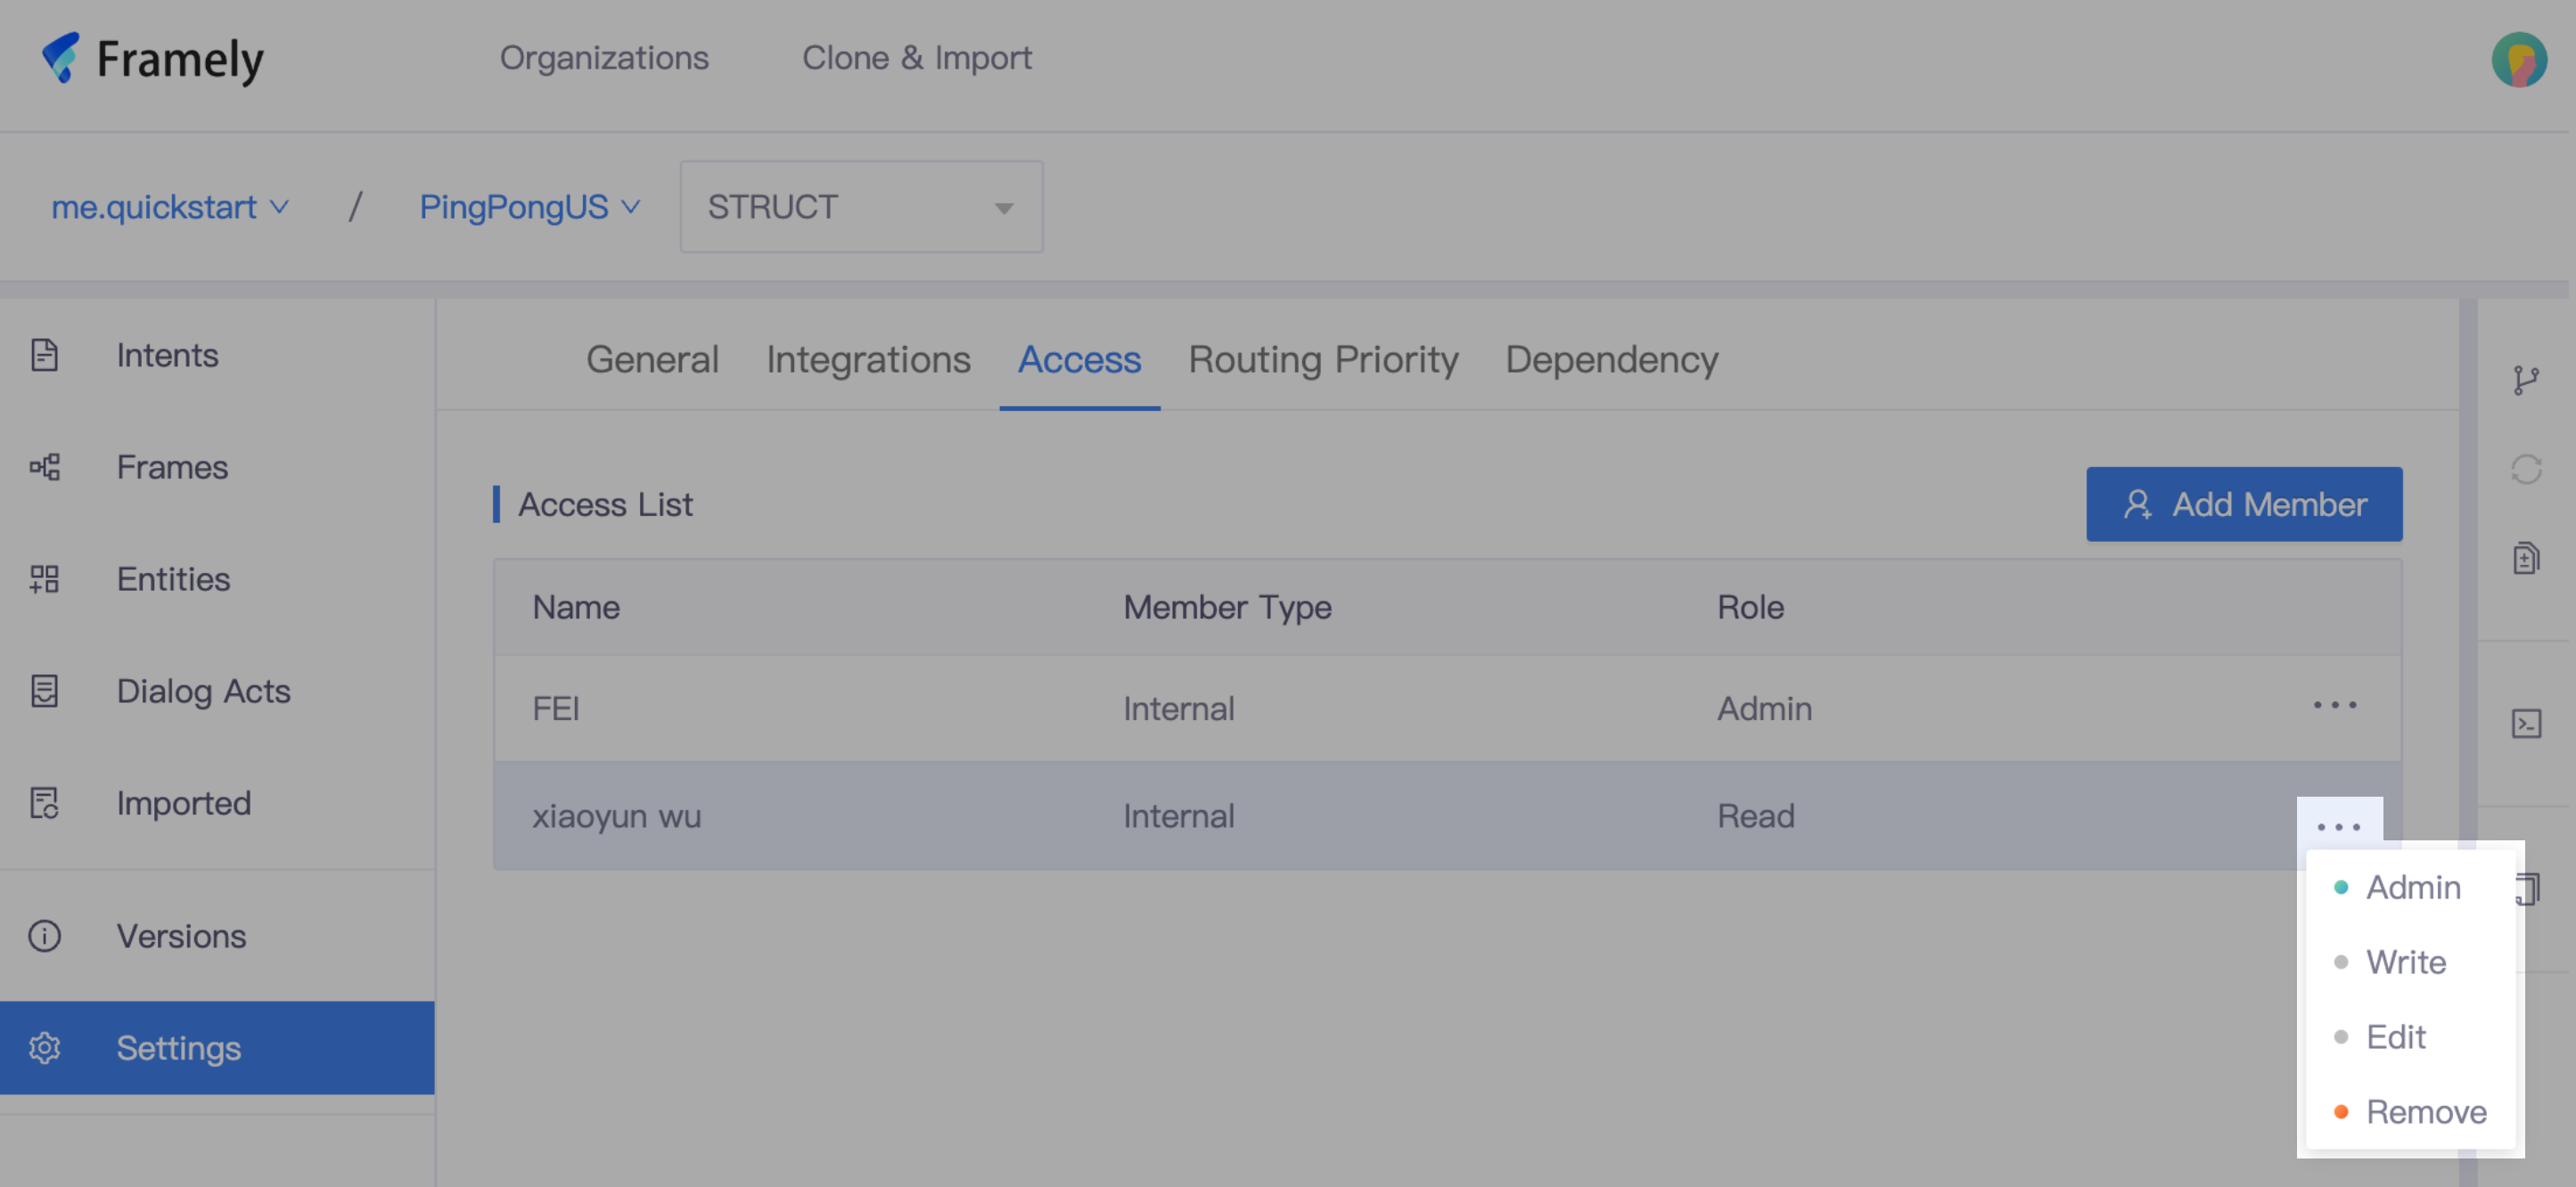 Framely
Organizations
Clone & Import
me.quickstart / PingPongUS STRUCT
Intents
Frames
Entities
Dialog Acts
Imported
Versions
Settings
General Integrations Access Routing Priority Dependency
Access List
Add Member
Name Member Type Role
FEI Internal Admin
xiaoyun wu Internal Read
Admin
Write
Edit
Remove